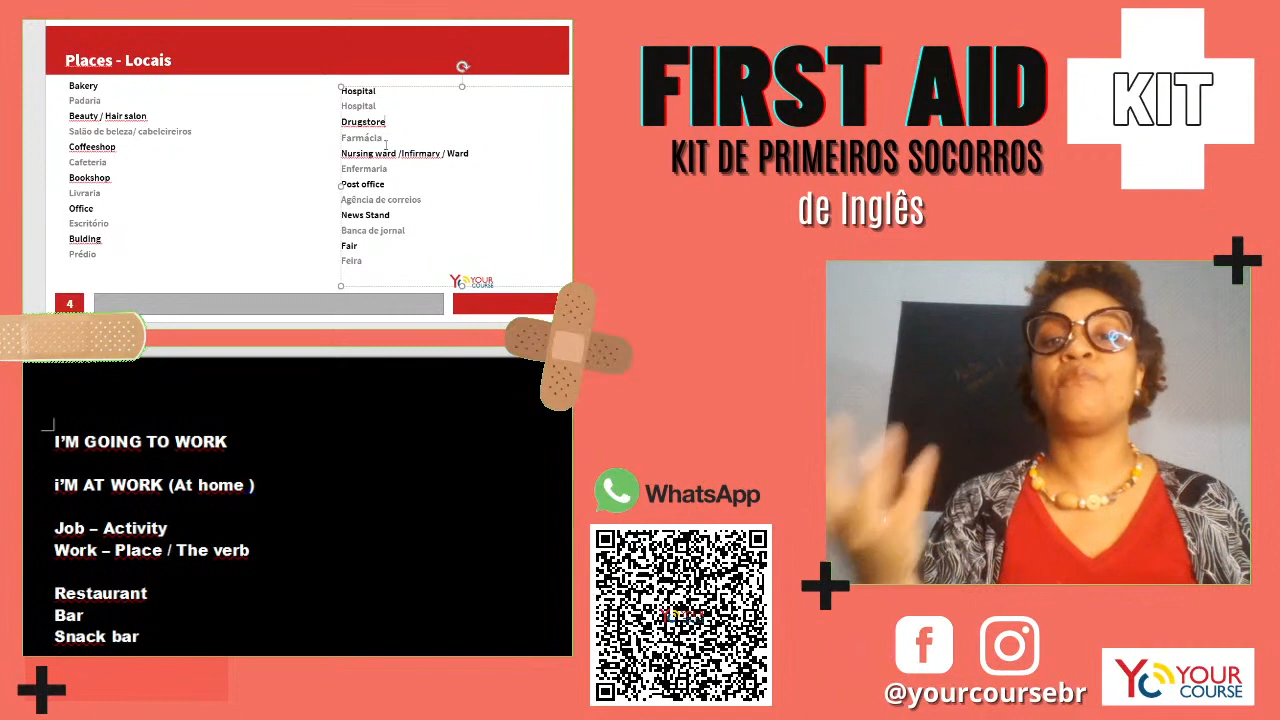 Places - Locais
Bakery
Padaria
Beauty / Hair salon
Salão de beleza/ cabeleireiros
Coffeeshop
Cafeteria
Bookshop
Livraria
Office
Escritório
Bulding
Prédio
Hospital
Hospital
Drugstore
Farmácia
Nursing ward /Infirmary / Ward
Enfermaria
Post office
Agência de correios
News Stand
Banca de jornal
Fair
Feira
YC YOUR
COURSE
4
I'M GOING TO WORK
i'M AT WORK (At home )
Job – Activity
Work – Place / The verb
Restaurant
Bar
Snack bar
FIRST AID
KIT
KIT DE PRIMEIROS SOCORROS
de Inglês
WhatsApp
@yourcoursebr
YC YOUR
COURSE